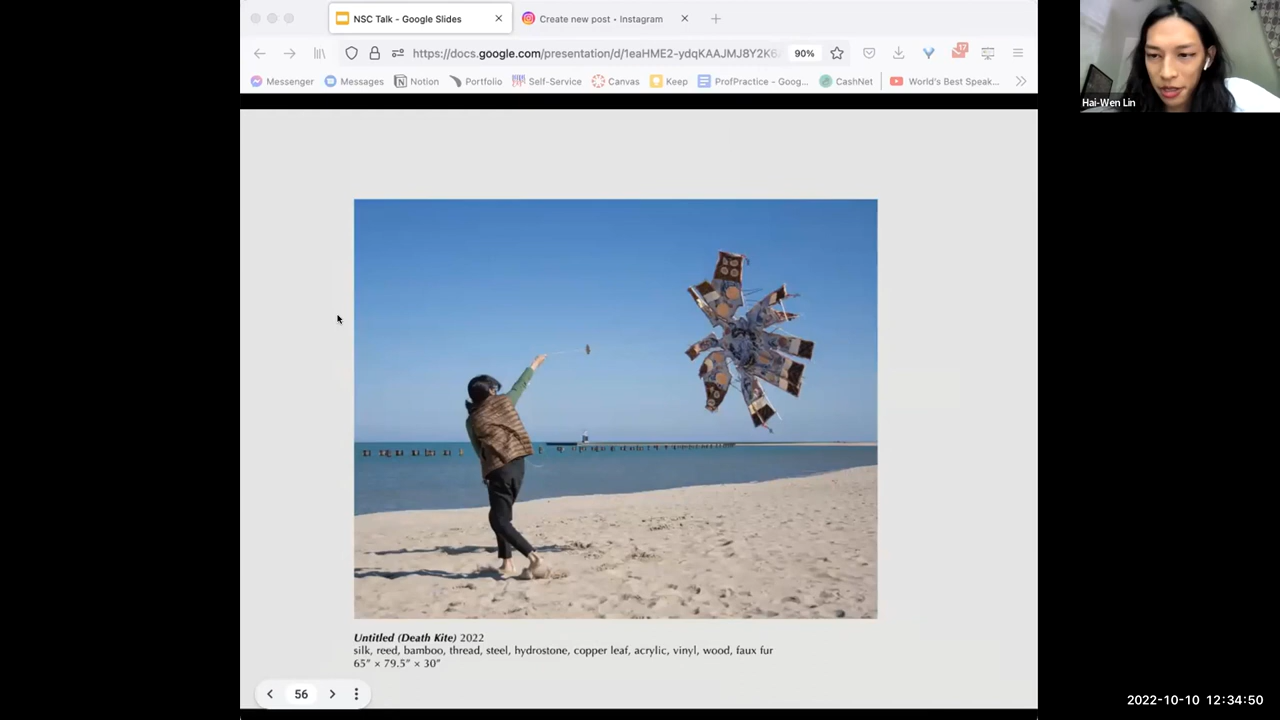 NSC Talk - Google Slides
Create new post • Instagram
https://docs.google.com/presentation/d/1eaHME2-ydqKAAJMJ8Y2K6
90%
17
Messenger
Messages
Notion
Portfolio
Self-Service
Canvas
Keep
ProfPractice - Goog...
CashNet
World's Best Speak...
Hai-Wen Lin
Untitled (Death Kite) 2022
silk, reed, bamboo, thread, steel, hydrostone, copper leaf, acrylic, vinyl, wood, faux fur
65" × 79.5" × 30"
56
2022-10-10 12:34:50